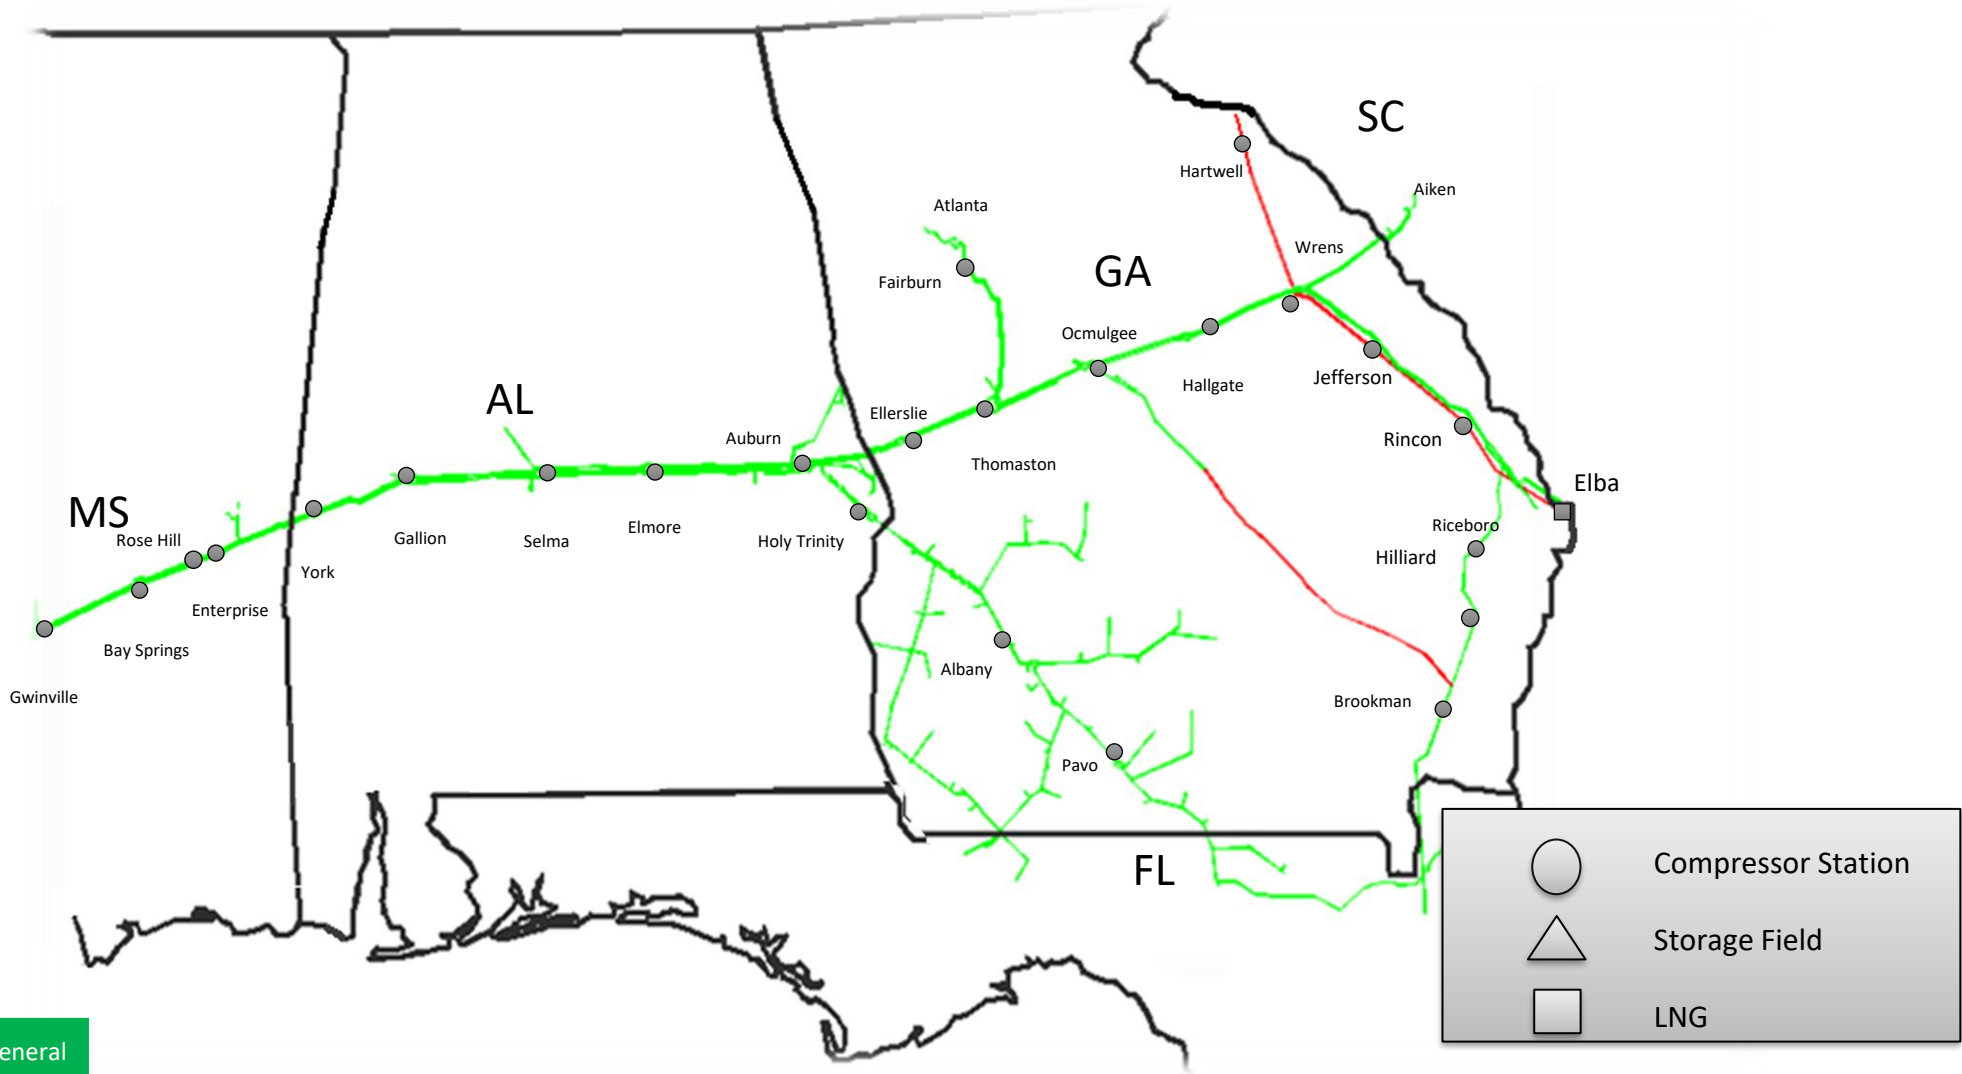 SC
Hartwell
Aiken
Atlanta
Wrens
GA
Fairburn
Ocmulgee
Jefferson
Hallgate
AL
Ellerslie
Auburn
Rincon
Thomaston
Elba
MS
Riceboro
Rose Hill
Gallion
Selma
Elmore
Holy Trinity
Hilliard
York
Enterprise
Bay Springs
Albany
Gwinville
Brookman
Pavo
FL
Compressor Station
Storage Field
LNG
eneral